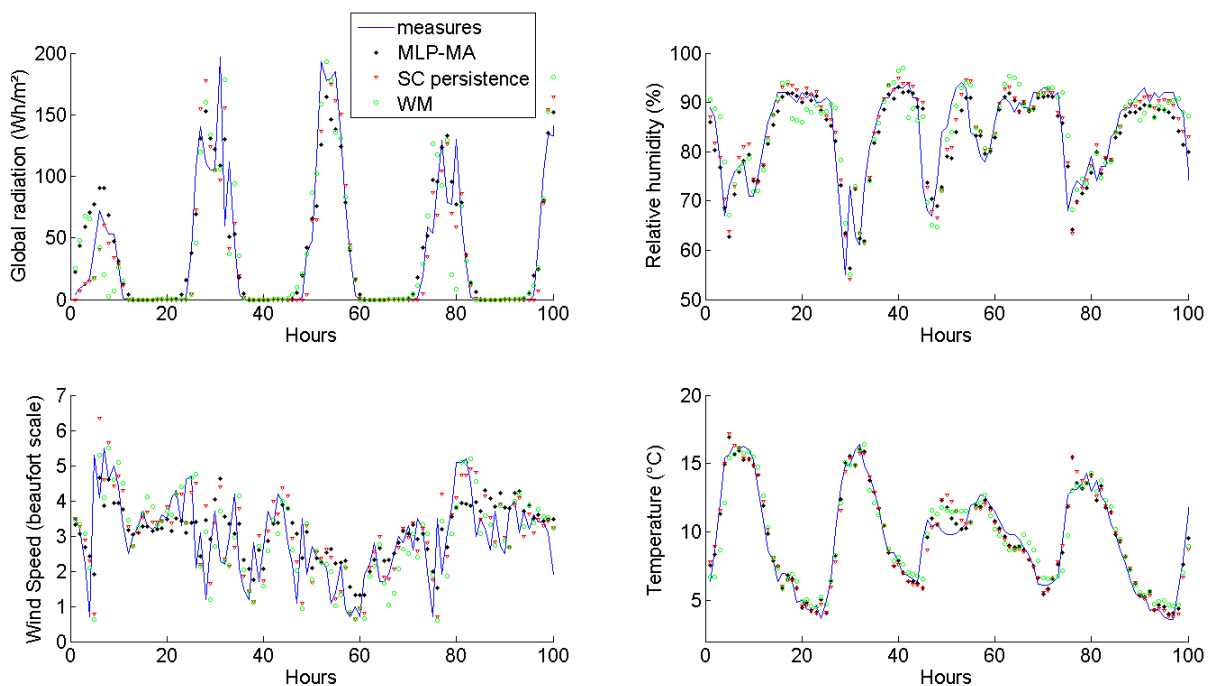 measures
MLP-MA
SC persistence
WM
Global radiation (Wh/m²)
200
150
100
50
0
0 20 40 60 80 100
Hours
Relative humidity (%)
100
90
80
70
60
50
0 20 40 60 80 100
Hours
Wind Speed (beaufort scale)
7
6
5
4
3
2
1
0
0 20 40 60 80 100
Hours
Temperature (°C)
20
15
10
5
0 20 40 60 80 100
Hours